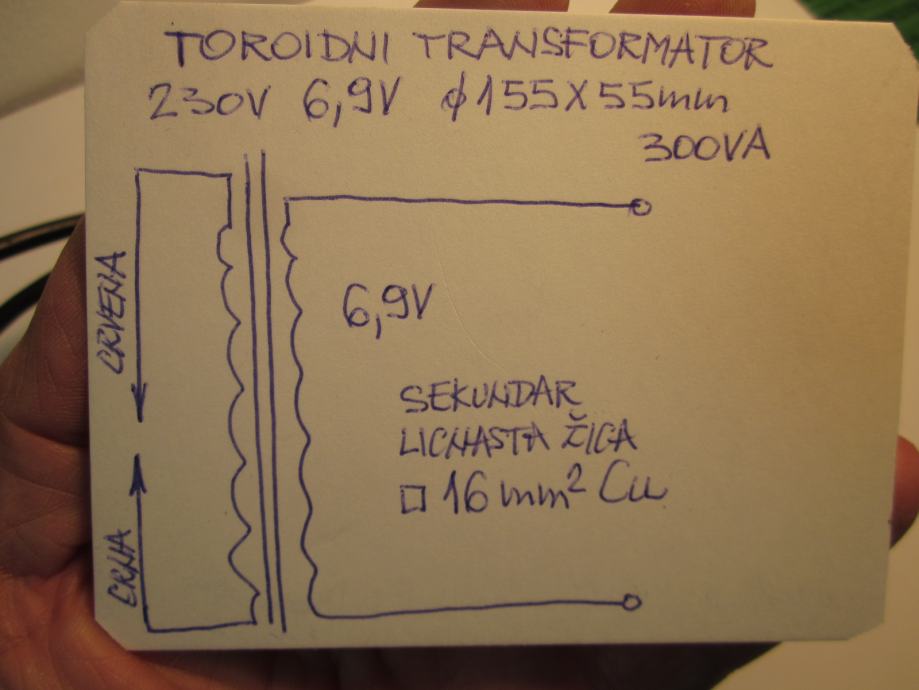 TOROIDNI TRANSFORMATOR
230V 6,9V ϕ155X55mm
300VA
CRVENA
6,9V
SEKUNDAR
LICNASTA ŽICA
□ 16 mm² Cu
CRNA